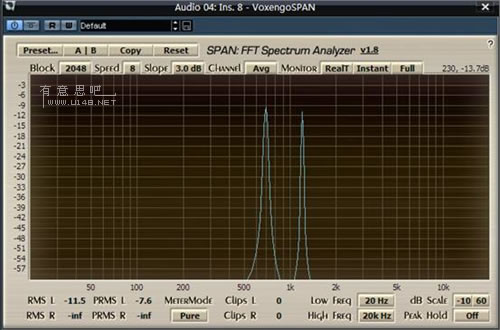 Audio 04: Ins. 8 - VoxengoSPAN
R W Default
Preset... A | B Copy Reset SPAN: FFT Spectrum Analyzer v1.8 ?
Block 2048 Speed 8 Slope 3.0 dB Channel Avg Monitor RealT Instant Full 230, -13.7dB
-3
-6
-9
有意思吧
-12
WWW.U148.NET
-15
-18
-21
-24
-27
-30
-33
-36
-39
-42
-45
-48
-51
-54
-57
50 100 200 500 1k 2k 5k 10k
RMS L -11.5 PRMS L -7.6 MeterMode Clips L 0 Low Freq 20 Hz dB Scale -10 60
RMS R -inf PRMS R -inf Pure Clips R 0 High Freq 20k Hz Peak Hold Off